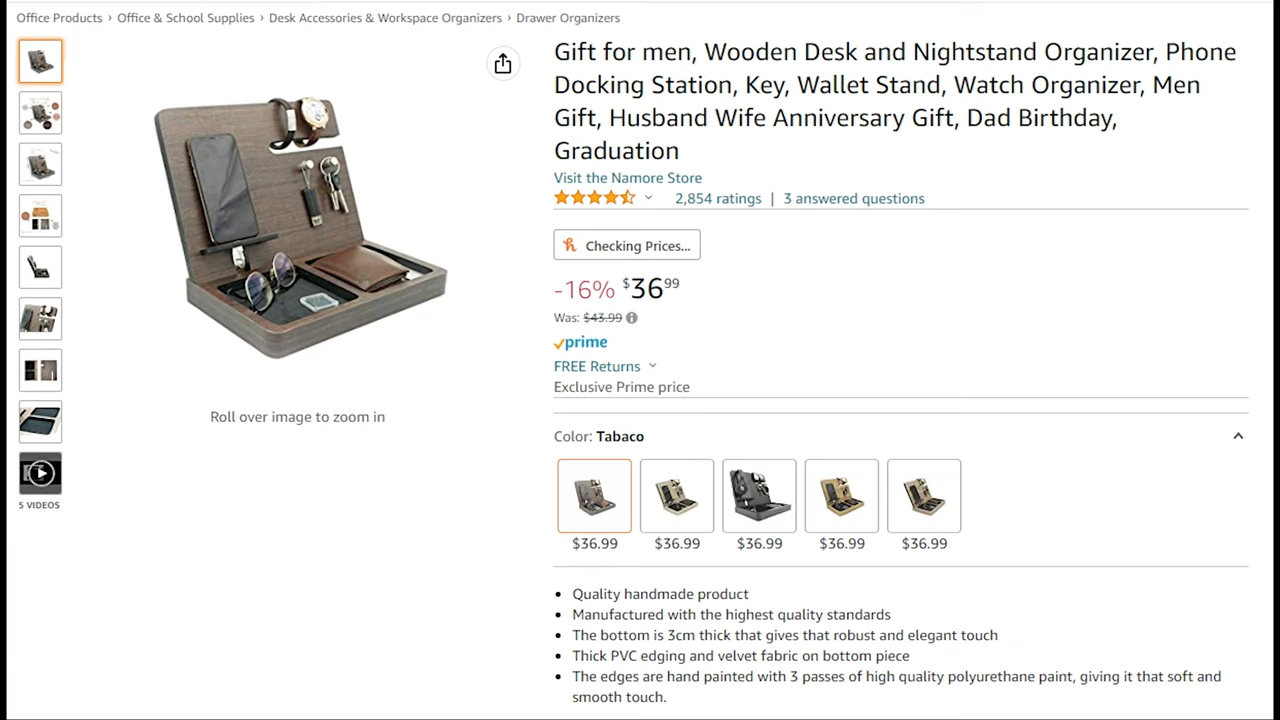 Office Products › Office & School Supplies › Desk Accessories & Workspace Organizers › Drawer Organizers
Gift for men, Wooden Desk and Nightstand Organizer, Phone
Docking Station, Key, Wallet Stand, Watch Organizer, Men
Gift, Husband Wife Anniversary Gift, Dad Birthday,
Graduation
Visit the Namore Store
2,854 ratings | 3 answered questions
Checking Prices...
-16% $36 99
Was: $43.99
prime
FREE Returns
Exclusive Prime price
Roll over image to zoom in
Color: Tabaco
$36.99 $36.99 $36.99 $36.99 $36.99
5 VIDEOS
• Quality handmade product
• Manufactured with the highest quality standards
• The bottom is 3cm thick that gives that robust and elegant touch
• Thick PVC edging and velvet fabric on bottom piece
• The edges are hand painted with 3 passes of high quality polyurethane paint, giving it that soft and
smooth touch.